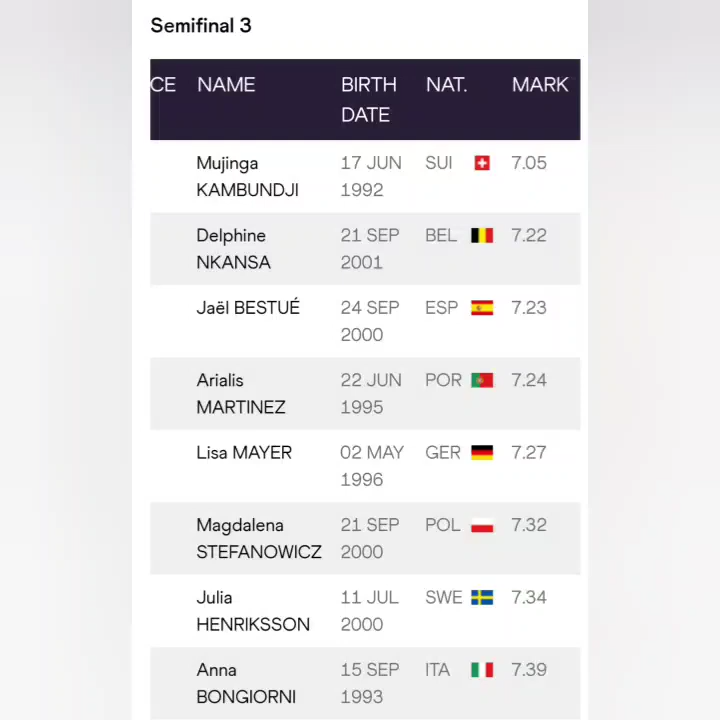 Semifinal 3
CE NAME BIRTH NAT. MARK
DATE
Mujinga 17 JUN SUI 7.05
KAMBUNDJI 1992
Delphine 21 SEP BEL 7.22
NKANSA 2001
Jaël BESTUÉ 24 SEP ESP 7.23
2000
Arialis 22 JUN POR 7.24
MARTINEZ 1995
Lisa MAYER 02 MAY GER 7.27
1996
Magdalena 21 SEP POL 7.32
STEFANOWICZ 2000
Julia 11 JUL SWE 7.34
HENRIKSSON 2000
Anna 15 SEP ITA 7.39
BONGIORNI 1993